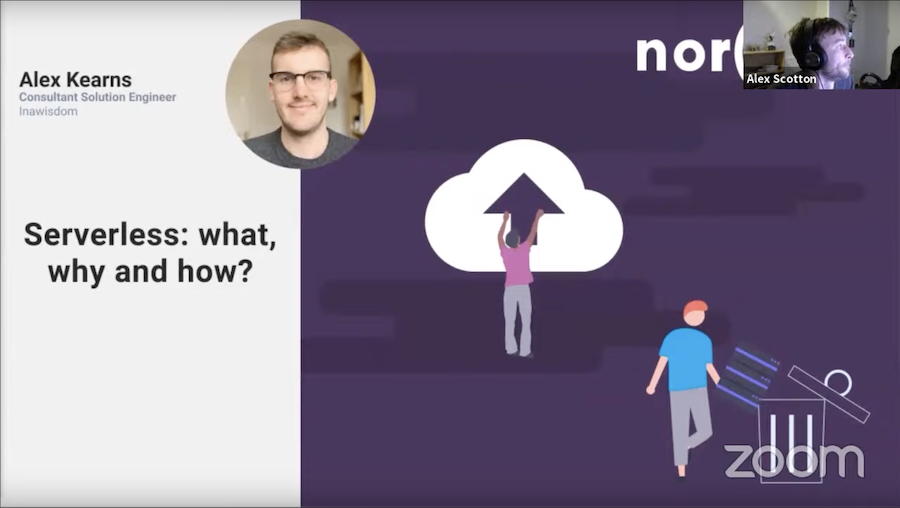 Alex Kearns
Consultant Solution Engineer
Inawisdom
Serverless: what,
why and how?
nor(
Alex Scotton
zoom